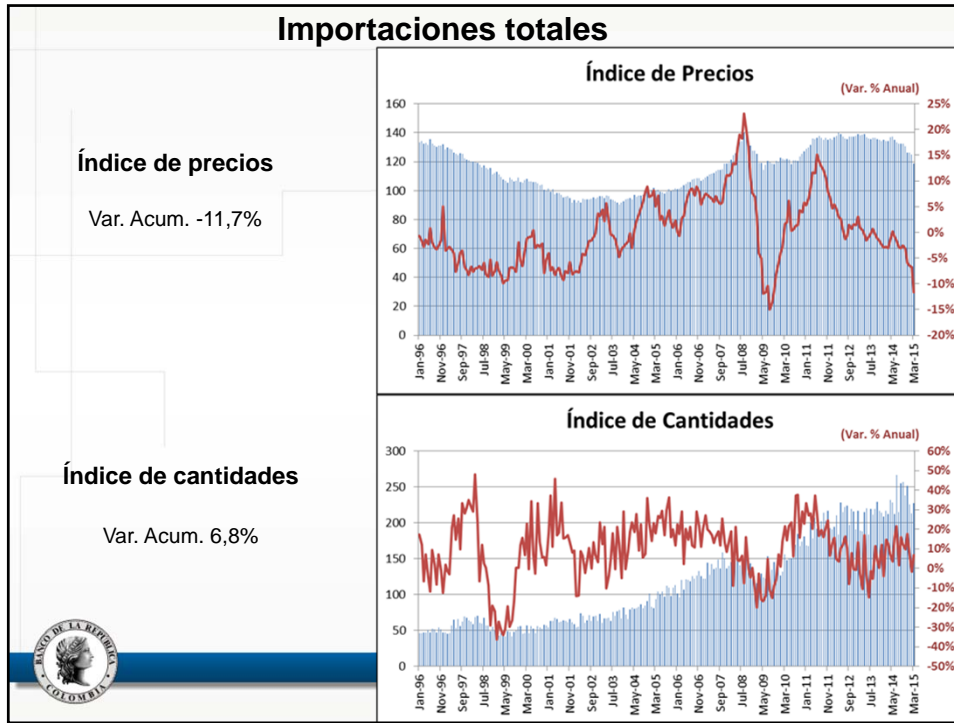 Importaciones totales
Índice de precios
Var. Acum. -11,7%
Índice de cantidades
Var. Acum. 6,8%
BANCO DE LA REPUBLICA
COLOMBIA
Índice de Precios
(Var. % Anual)
160
140
120
100
80
60
40
20
0
25%
20%
15%
10%
5%
0%
-5%
-10%
-15%
-20%
Jan-96
Nov-96
Sep-97
Jul-98
May-99
Mar-00
Jan-01
Nov-01
Sep-02
Jul-03
May-04
Mar-05
Jan-06
Nov-06
Sep-07
Jul-08
May-09
Mar-10
Jan-11
Nov-11
Sep-12
Jul-13
May-14
Mar-15
Índice de Cantidades
(Var. % Anual)
300
250
200
150
100
50
0
60%
50%
40%
30%
20%
10%
0%
-10%
-20%
-30%
-40%
-50%
Jan-96
Nov-96
Sep-97
Jul-98
May-99
Mar-00
Jan-01
Nov-01
Sep-02
Jul-03
May-04
Mar-05
Jan-06
Nov-06
Sep-07
Jul-08
May-09
Mar-10
Jan-11
Nov-11
Sep-12
Jul-13
May-14
Mar-15